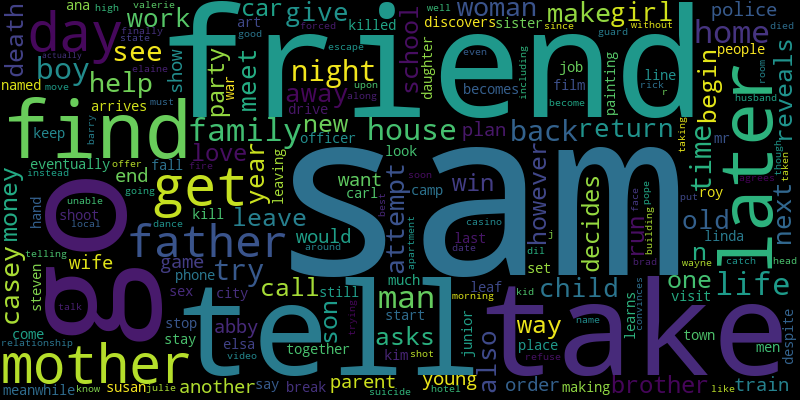 friend
sam
tell
take
find
go
get
later
day
mother
father
family
house
night
away
home
life
man
work
see
boy
help
give
make
girl
woman
car
school
police
death
ana
high
valerie
finally
state
actually
elaine
move
must
named
arrives
show
art
good
party
war
meet
killed
forced
escape
upon
along
drive
discovers
sister
since
without
guard
even
well
daughter
becomes
including
job
film
become
line
rick
r
painting
people
died
room
husband
begin
time
reveals
though
taken
next
mr
taking
agrees
keep
barry
eventually
offer
fall
fire
love
new
officer
plan
back
return
look
money
instead
end
going
year
leaving
want
camp
carl
soon
win
attempt
however
decides
run
face
building
pope
old
put
roy
linda
hand
unable
shoot
local
kill
dance
leave
would
around
best
last
date
casino
apartment
j
dil
set
brad
n
wayne
catch
head
casey
telling
steven
wife
game
try
phone
sex
city
call
still
son
video
much
leaf
morning
kid
child
one
visit
learns
convinces
come
talk
stop
stay
abby
elsa
together
trying
start
asks
kim
shot
junior
also
way
place
name
refuse
town
men
despite
relationship
meanwhile
know
susan
julie
another
say
break
parent
suicide
young
hotel
order
making
brother
like
train